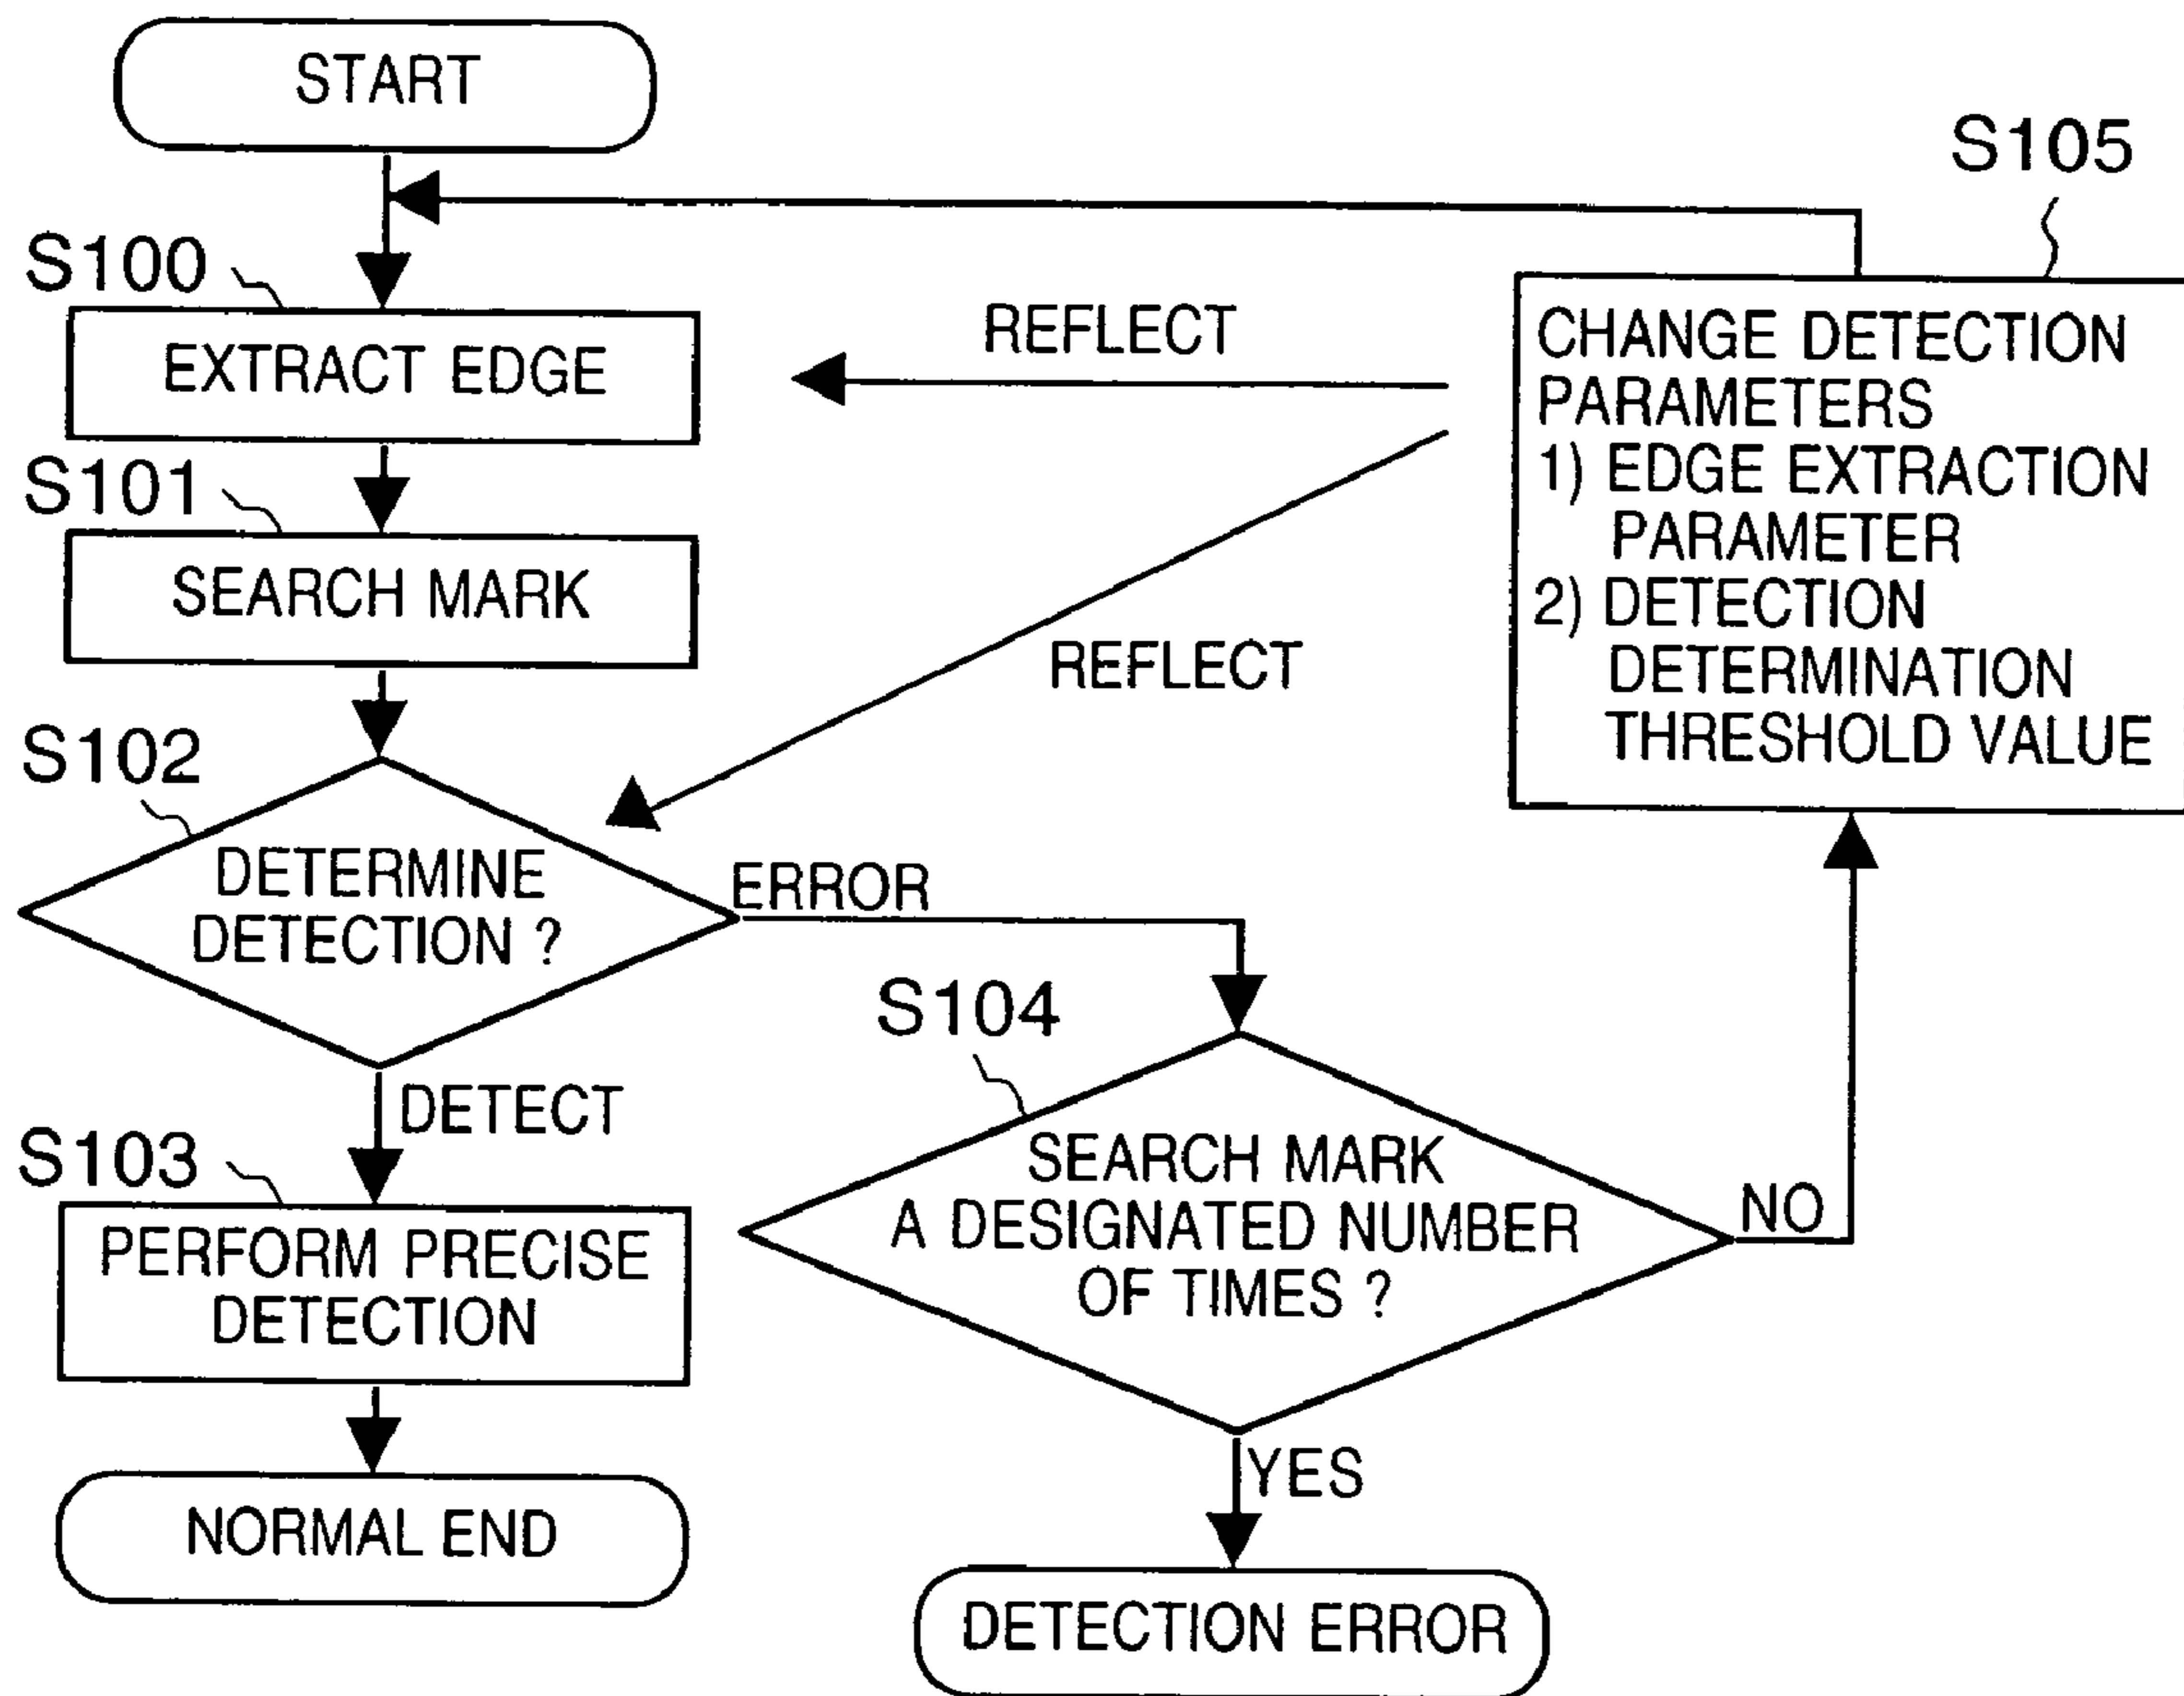 START
S105
S100
EXTRACT EDGE
REFLECT
CHANGE DETECTION
PARAMETERS
1) EDGE EXTRACTION
PARAMETER
2) DETECTION
DETERMINATION
THRESHOLD VALUE
S101
SEARCH MARK
REFLECT
S102
DETERMINE
DETECTION ?
ERROR
S104
SEARCH MARK
A DESIGNATED NUMBER
OF TIMES ?
NO
DETECT
S103
PERFORM PRECISE
DETECTION
YES
NORMAL END
DETECTION ERROR